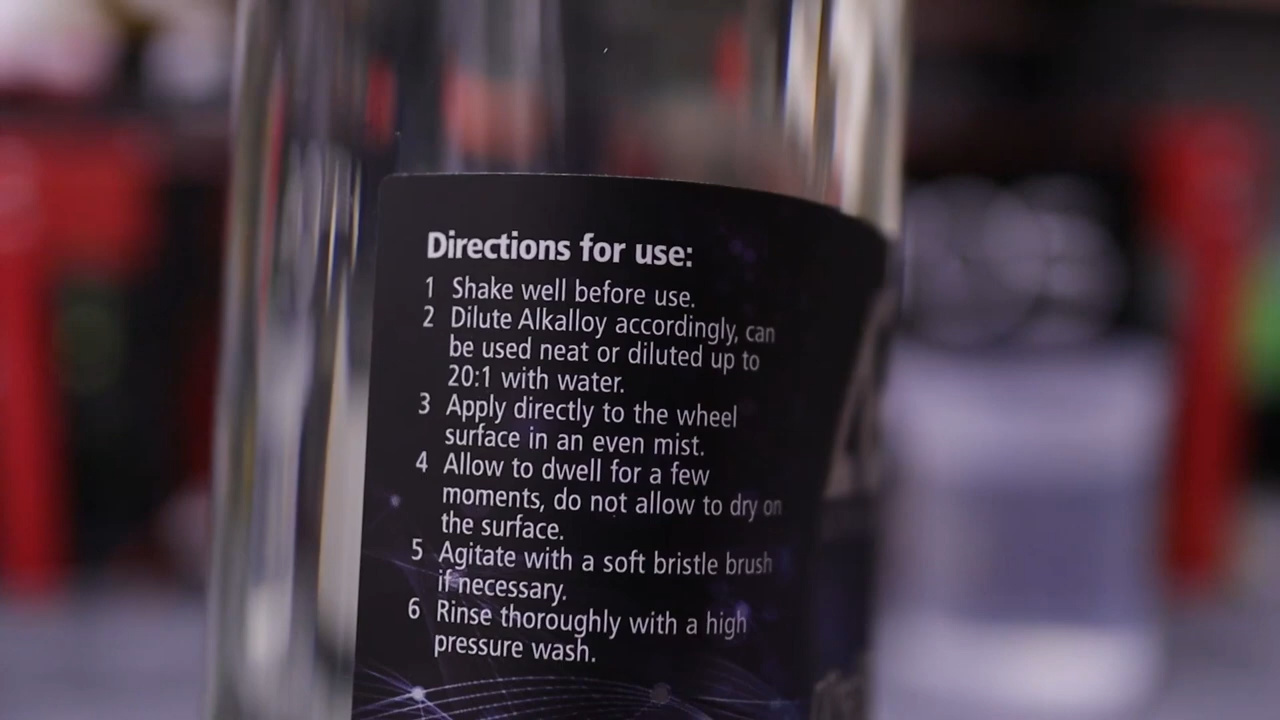 Directions for use:
1 Shake well before use.
2 Dilute Alkalloy accordingly, can
be used neat or diluted up to
20:1 with water.
3 Apply directly to the wheel
surface in an even mist.
4 Allow to dwell for a few
moments, do not allow to dry on
the surface.
5 Agitate with a soft bristle brush
if necessary.
6 Rinse thoroughly with a high
pressure wash.